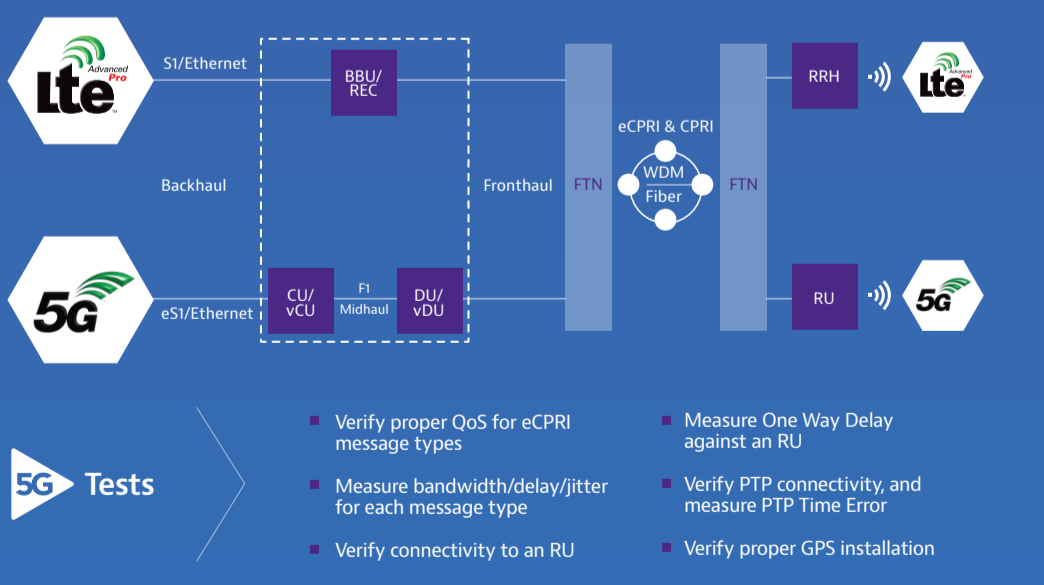 Lte
Advanced
Pro
™
S1/Ethernet
BBU/
REC
RRH
Lte
Advanced
Pro
eCPRI & CPRI
Backhaul
Fronthaul
FTN
WDM
Fiber
FTN
5G
eS1/Ethernet
CU/
vCU
F1
Midhaul
DU/
vDU
RU
5G
5G Tests
Verify proper QoS for eCPRI
message types
Measure bandwidth/delay/jitter
for each message type
Verify connectivity to an RU
Measure One Way Delay
against an RU
Verify PTP connectivity, and
measure PTP Time Error
Verify proper GPS installation